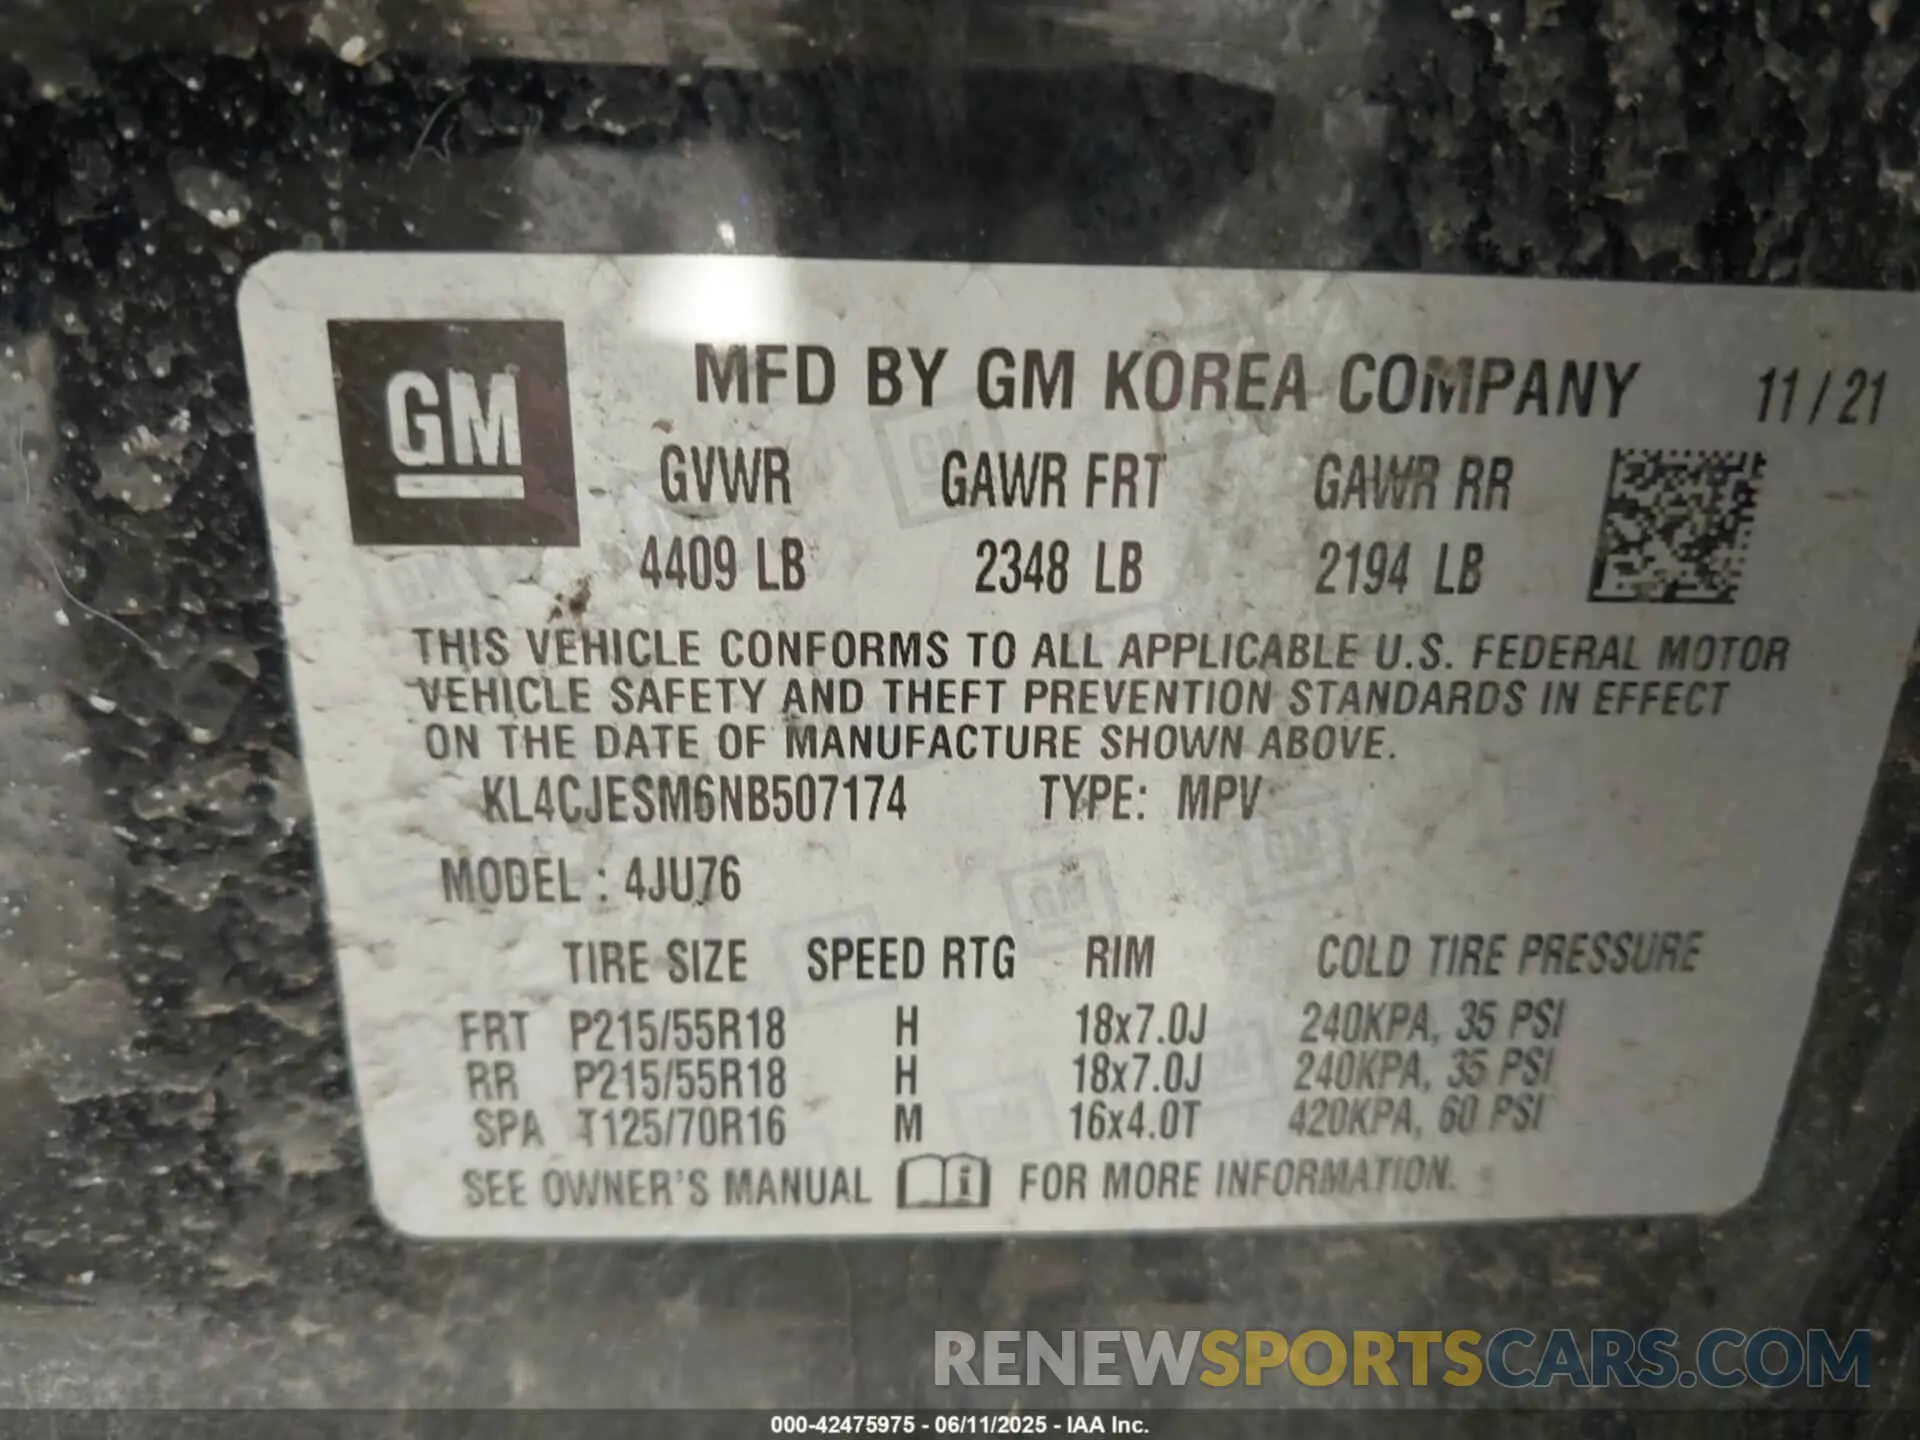 GM
MFD BY GM KOREA COMPANY 11/21
GVWR GAWR FRT GAWR RR
4409 LB 2348 LB 2194 LB
THIS VEHICLE CONFORMS TO ALL APPLICABLE U.S. FEDERAL MOTOR
VEHICLE SAFETY AND THEFT PREVENTION STANDARDS IN EFFECT
ON THE DATE OF MANUFACTURE SHOWN ABOVE.
KL4CJESM6NB507174 TYPE: MPV
MODEL : 4JU76
TIRE SIZE SPEED RTG RIM COLD TIRE PRESSURE
FRT P215/55R18 H 18x7.0J 240KPA, 35 PSI
RR P215/55R18 H 18x7.0J 240KPA, 35 PSI
SPA T125/70R16 M 16x4.0T 420KPA, 60 PSI
SEE OWNER'S MANUAL i FOR MORE INFORMATION.
RENEWSPORTSCARS.COM
000-42475975 - 06/11/2025 - IAA Inc.